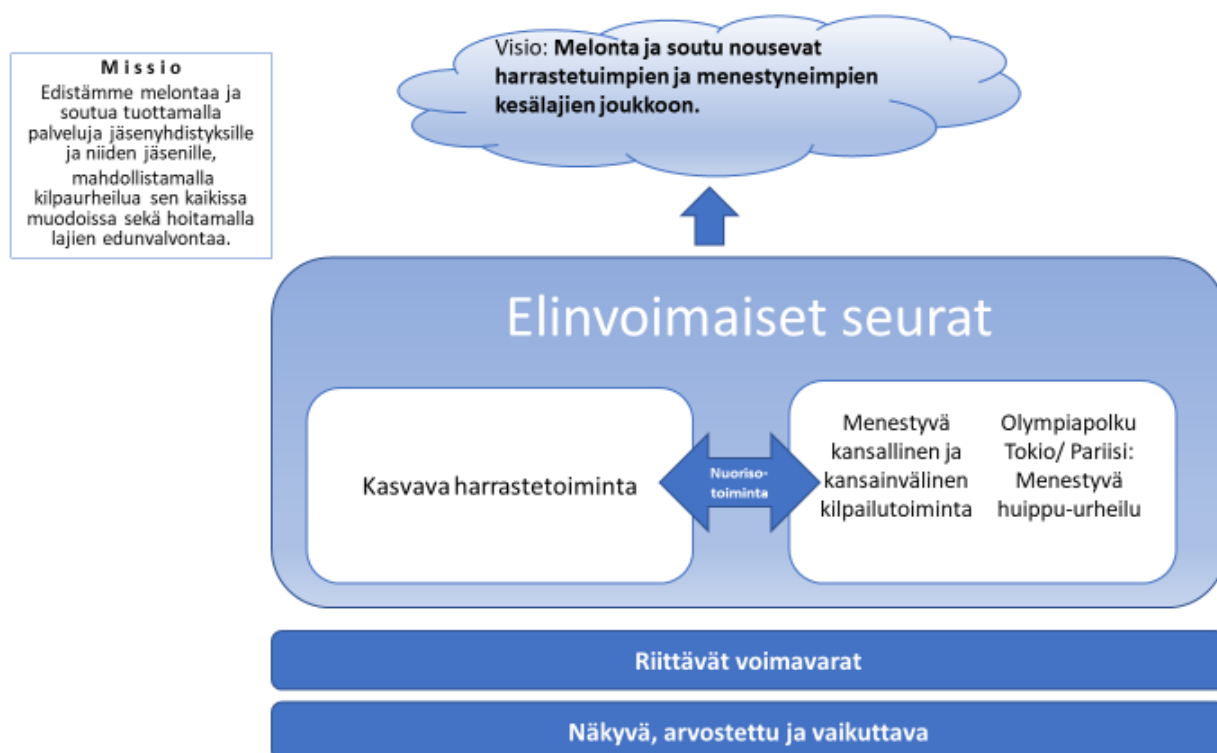 Missio
Edistämme melontaa ja
soutua tuottamalla
palveluja jäsenyhdistyksille
ja niiden jäsenille,
mahdollistamalla
kilpaurheilua sen kaikissa
muodoissa sekä hoitamalla
lajien edunvalvontaa.
Visio: Melonta ja soutu nousevat
harrastetuimpien ja menestyneimpien
kesälajien joukkoon.
Elinvoimaiset seurat
Kasvava harrastetoiminta
Nuoriso-
toiminta
Menestyvä
kansallinen ja
kansainvälinen
kilpailutoiminta
Olympiapolku
Tokio/ Pariisi:
Menestyvä
huippu-urheilu
Riittävät voimavarat
Näkyvä, arvostettu ja vaikuttava